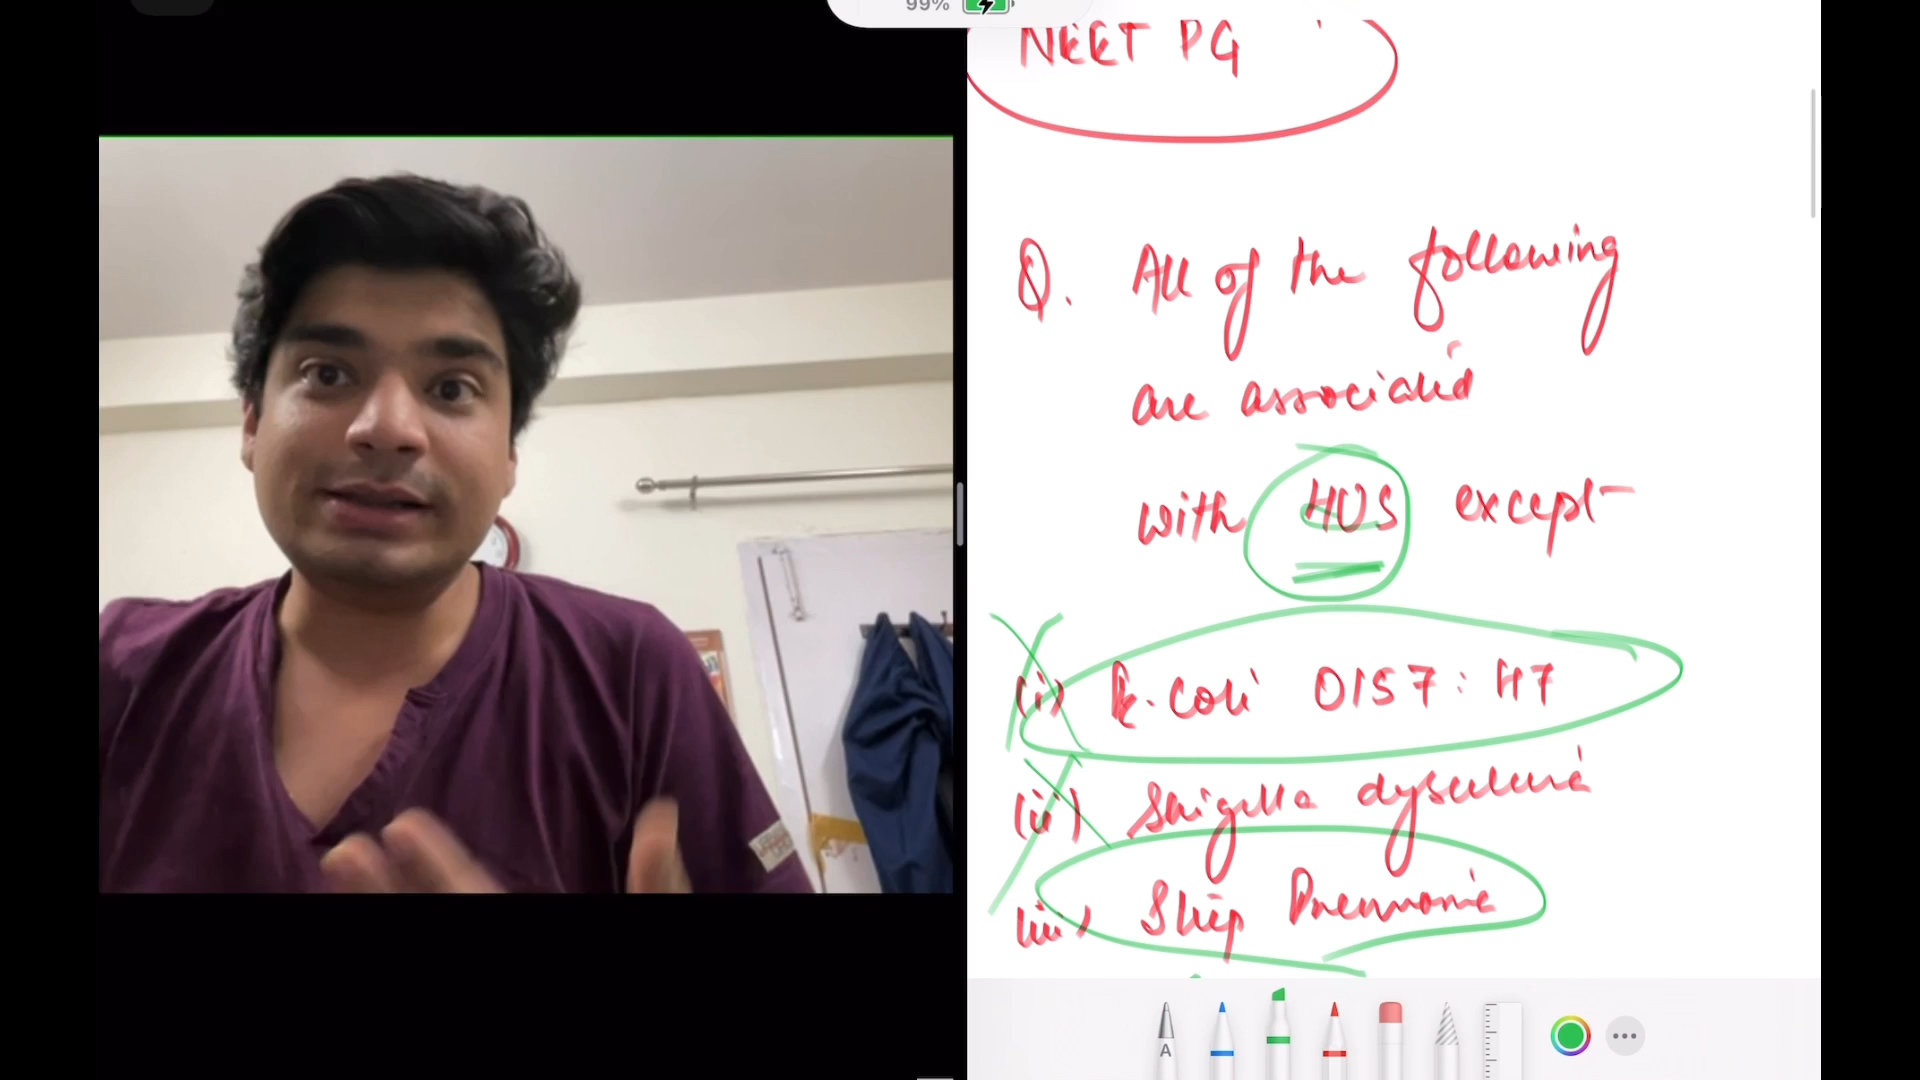 99%
NEET PG
Q. All of the following
are associated
with HUS except
(i) E. Coli O157: H7
(ii) Shigella dysenteriae
(iii) Strep Pneumonia
A